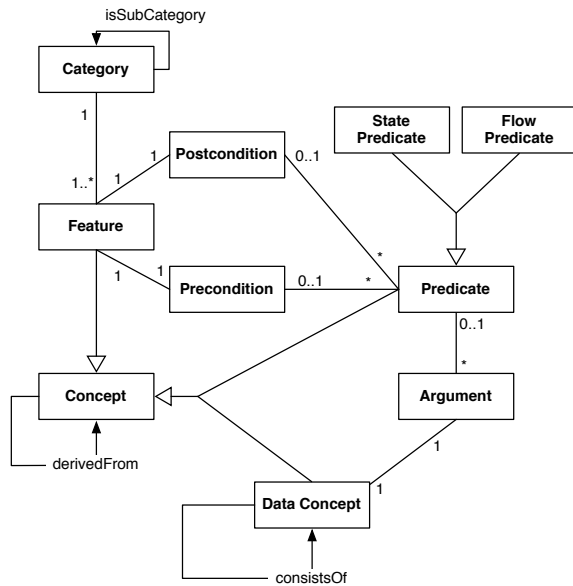 isSubCategory
Category
State
Predicate
Flow
Predicate
1
Postcondition
1
0..1
1..*
1
Feature
*
1
1
Precondition
0..1
*
Predicate
0..1
*
Concept
Argument
derivedFrom
1
1
Data Concept
consistsOf